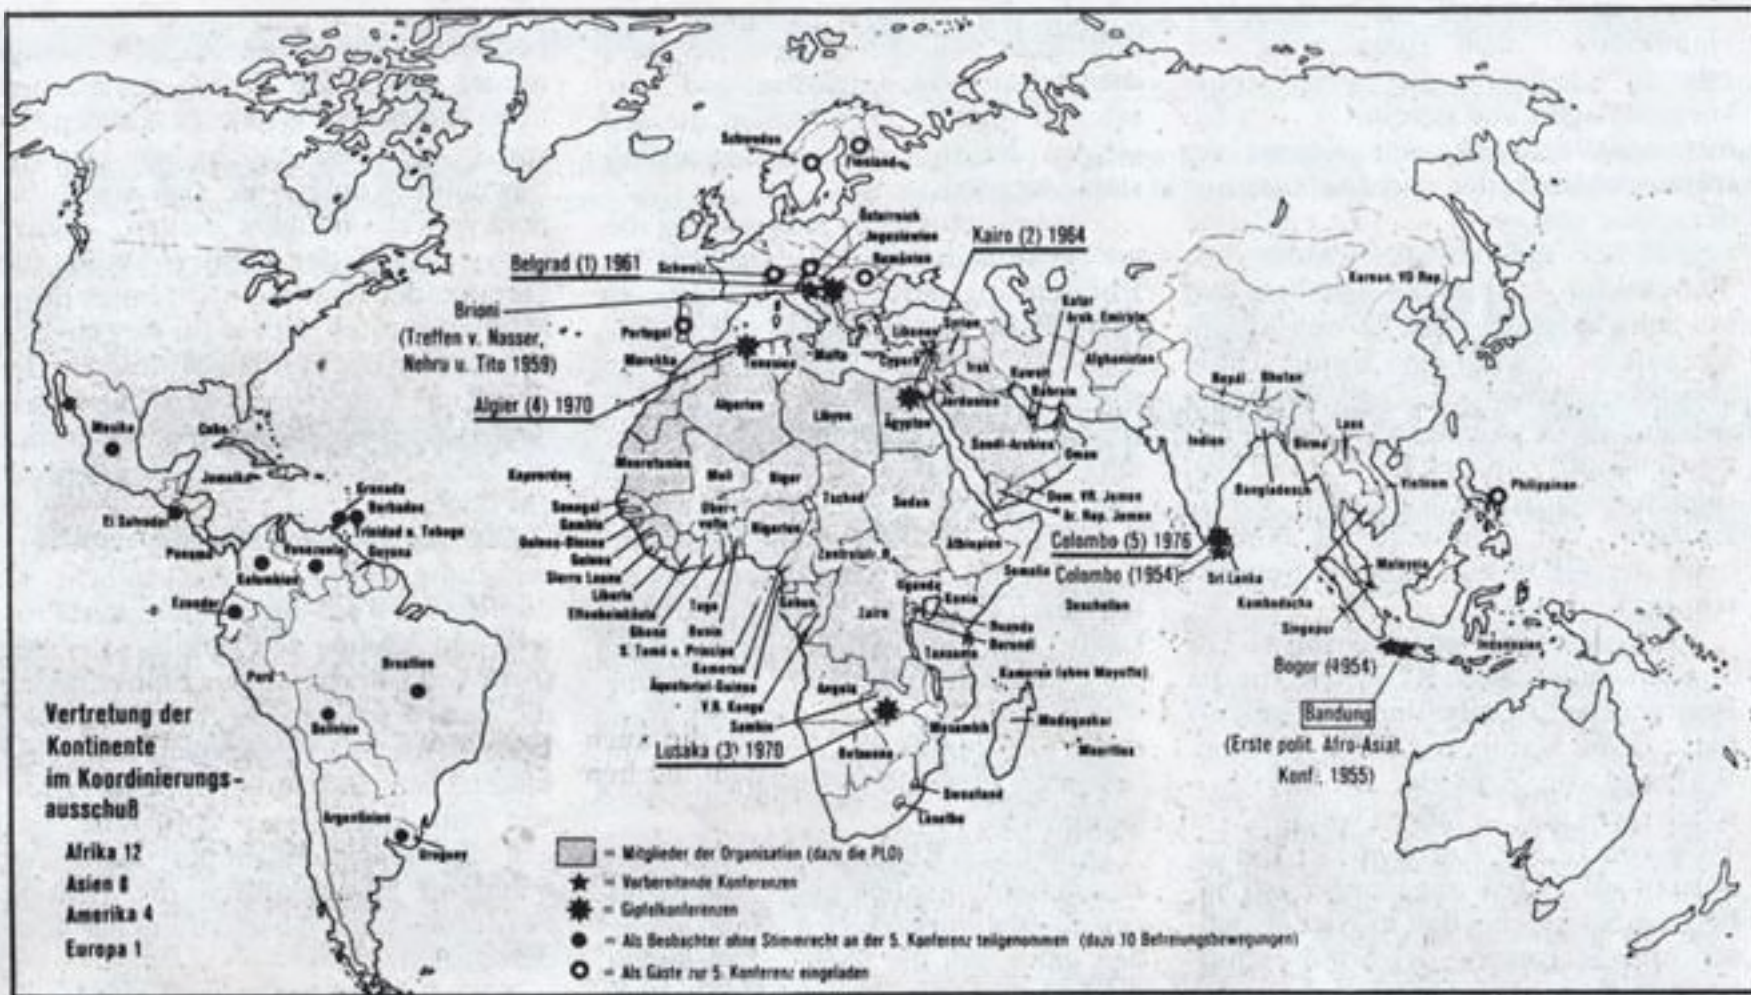 Schweden
Finnland
Österreich
Jugoslawien
Rumänien
Kairo (2) 1964
Belgrad (1) 1961
Schweiz
Korean. VD Rep.
Brioni
(Treffen v. Nasser,
Nehru u. Tito 1959)
Portugal
Marokko
Tunesien
Malta
Zypern
Libanon
Syrien
Irak
Katar
Arab. Emirate
Kuwait
Bahrein
Afghanistan
Nepal
Bhutan
Algier (4) 1970
Algerien
Libyen
Ägypten
Jordanien
Saudi-Arabien
Oman
Indien
Birma
Laos
Mexiko
Cuba
Jamaika
Kapverden
Mauretanien
Mali
Niger
Tschad
Sudan
Dem. VR. Jemen
Ar. Rep. Jemen
Bangladesch
Vietnam
Philippinen
Grenada
Barbados
Trinidad u. Tobago
El Salvador
Panama
Venezuela
Guyana
Kolumbien
Ecuador
Senegal
Gambia
Guinea-Bissau
Guinea
Sierra Leone
Liberia
Elfenbeinküste
Ghana
Togo
Benin
Ober-
volta
Nigeria
Zentralafr. R.
Äthiopien
Somalia
Colombo (5) 1976
Colombo (1954)
Sri Lanka
Malaysia
Kambodscha
Singapur
Indonesien
S. Tomé u. Principe
Kamerun
Äquatorial-Guinea
V.R. Kongo
Gabun
Zaire
Uganda
Kenia
Ruanda
Burundi
Tansania
Seschellen
Komoren (ohne Mayotte)
Bogor (1954)
Bandung
(Erste polit. Afro-Asiat.
Konf. 1955)
Peru
Brasilien
Bolivien
Argentinien
Uruguay
Angola
Sambia
Lusaka (3) 1970
Mosambik
Madagaskar
Mauritius
Botswana
Swasiland
Lesotho
Vertretung der
Kontinente
im Koordinierungs-
ausschuß
Afrika 12
Asien 8
Amerika 4
Europa 1
= Mitglieder der Organisation (dazu die PLO)
= Vorbereitende Konferenzen
= Gipfelkonferenzen
= Als Beobachter ohne Stimmrecht an der 5. Konferenz teilgenommen (dazu 10 Befreiungsbewegungen)
= Als Gäste zur 5. Konferenz eingeladen